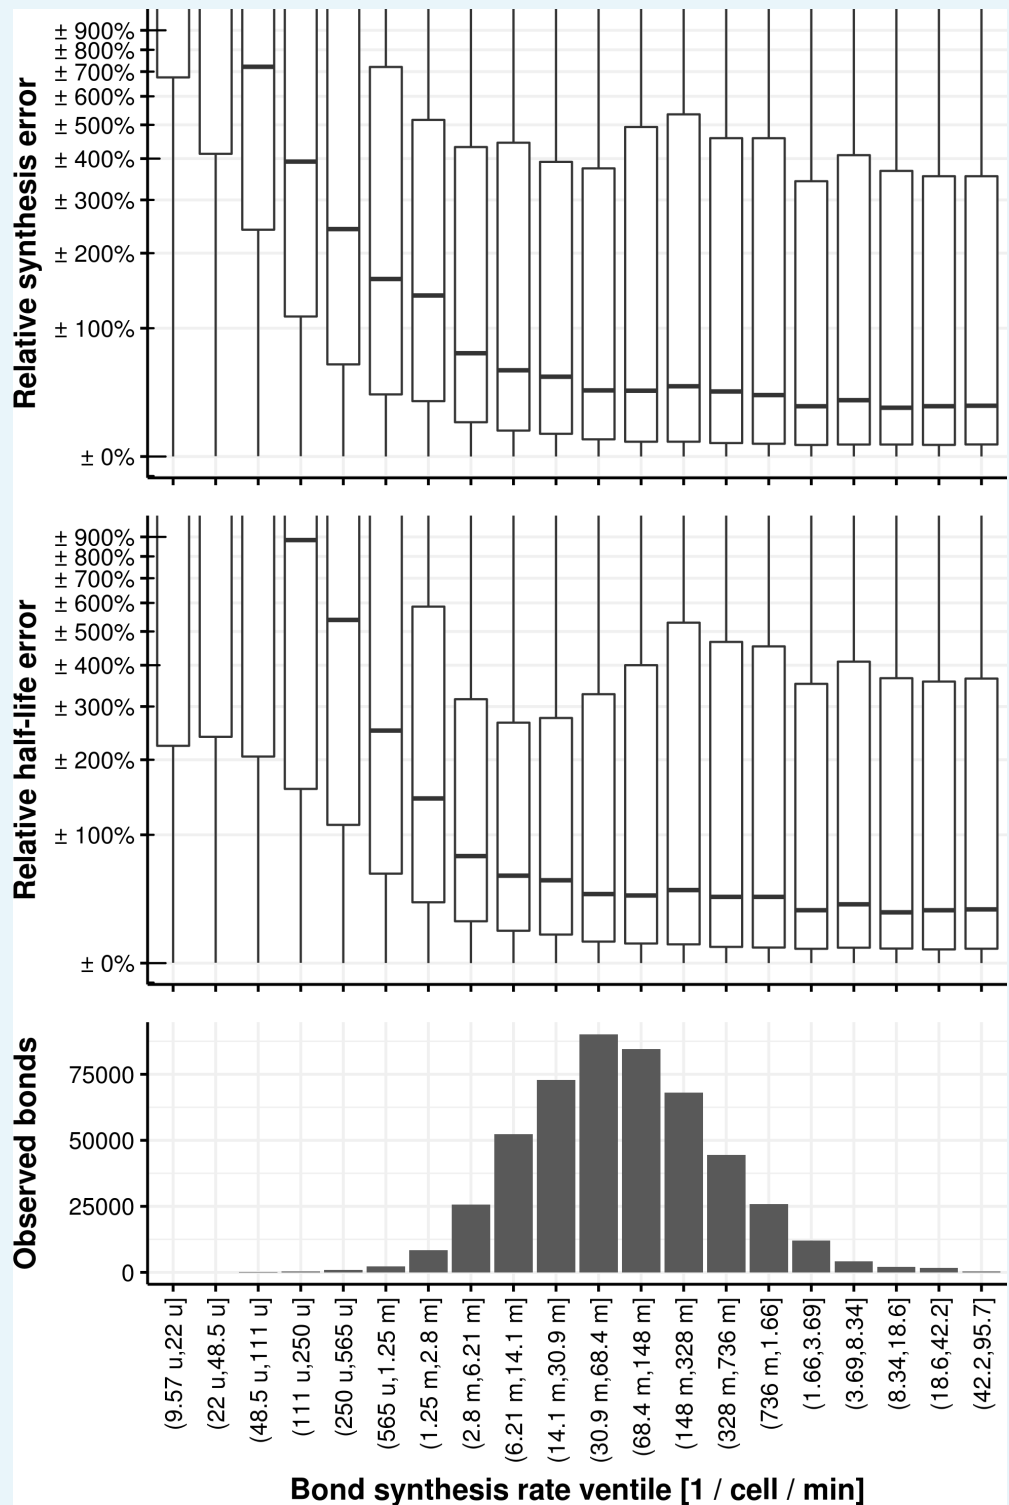 Relative synthesis error
± 900%
± 800%
± 700%
± 600%
± 500%
± 400%
± 300%
± 200%
± 100%
± 0%
Relative half-life error
± 900%
± 800%
± 700%
± 600%
± 500%
± 400%
± 300%
± 200%
± 100%
± 0%
Observed bonds
75000
50000
25000
0
(9.57 u,22 u]
(22 u,48.5 u]
(48.5 u,111 u]
(111 u,250 u]
(250 u,565 u]
(565 u,1.25 m]
(1.25 m,2.8 m]
(2.8 m,6.21 m]
(6.21 m,14.1 m]
(14.1 m,30.9 m]
(30.9 m,68.4 m]
(68.4 m,148 m]
(148 m,328 m]
(328 m,736 m]
(736 m,1.66]
(1.66,3.69]
(3.69,8.34]
(8.34,18.6]
(18.6,42.2]
(42.2,95.7]
Bond synthesis rate ventile [1 / cell / min]